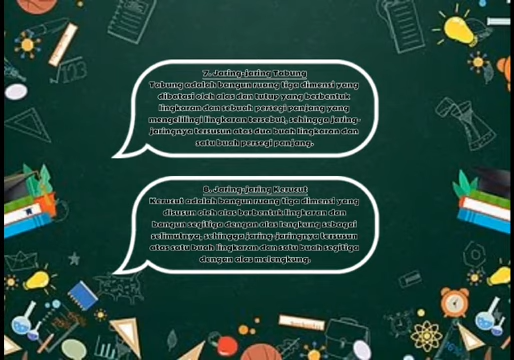 7. Jaring-jaring Tabung
Tabung adalah bangun ruang tiga dimensi yang
dibatasi oleh alas dan tutup yang berbentuk
lingkaran dan sebuah persegi panjang yang
mengelilingi lingkaran tersebut, sehingga jaring-
jaringnya tersusun atas dua buah lingkaran dan
satu buah persegi panjang.
8. Jaring-jaring Kerucut
Kerucut adalah bangun ruang tiga dimensi yang
disusun oleh alas berbentuk lingkaran dan
bangun segitiga dengan alas lengkung sebagai
selimutnya, sehingga jaring-jaringnya tersusun
atas satu buah lingkaran dan satu buah segitiga
dengan alas melengkung.